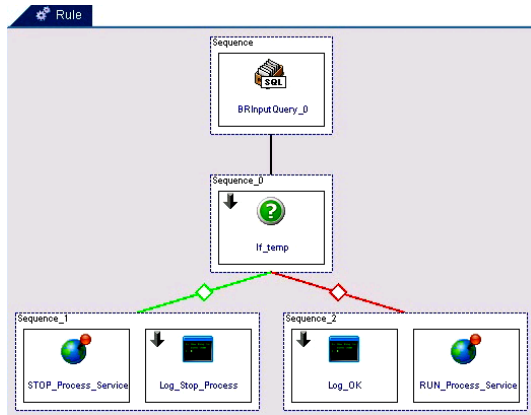 Rule
Sequence
SQL
BRInputQuery_0
Sequence_0
?
If_temp
Sequence_1
Sequence_2
STOP_Process_Service
Log_Stop_Process
Log_OK
RUN_Process_Service